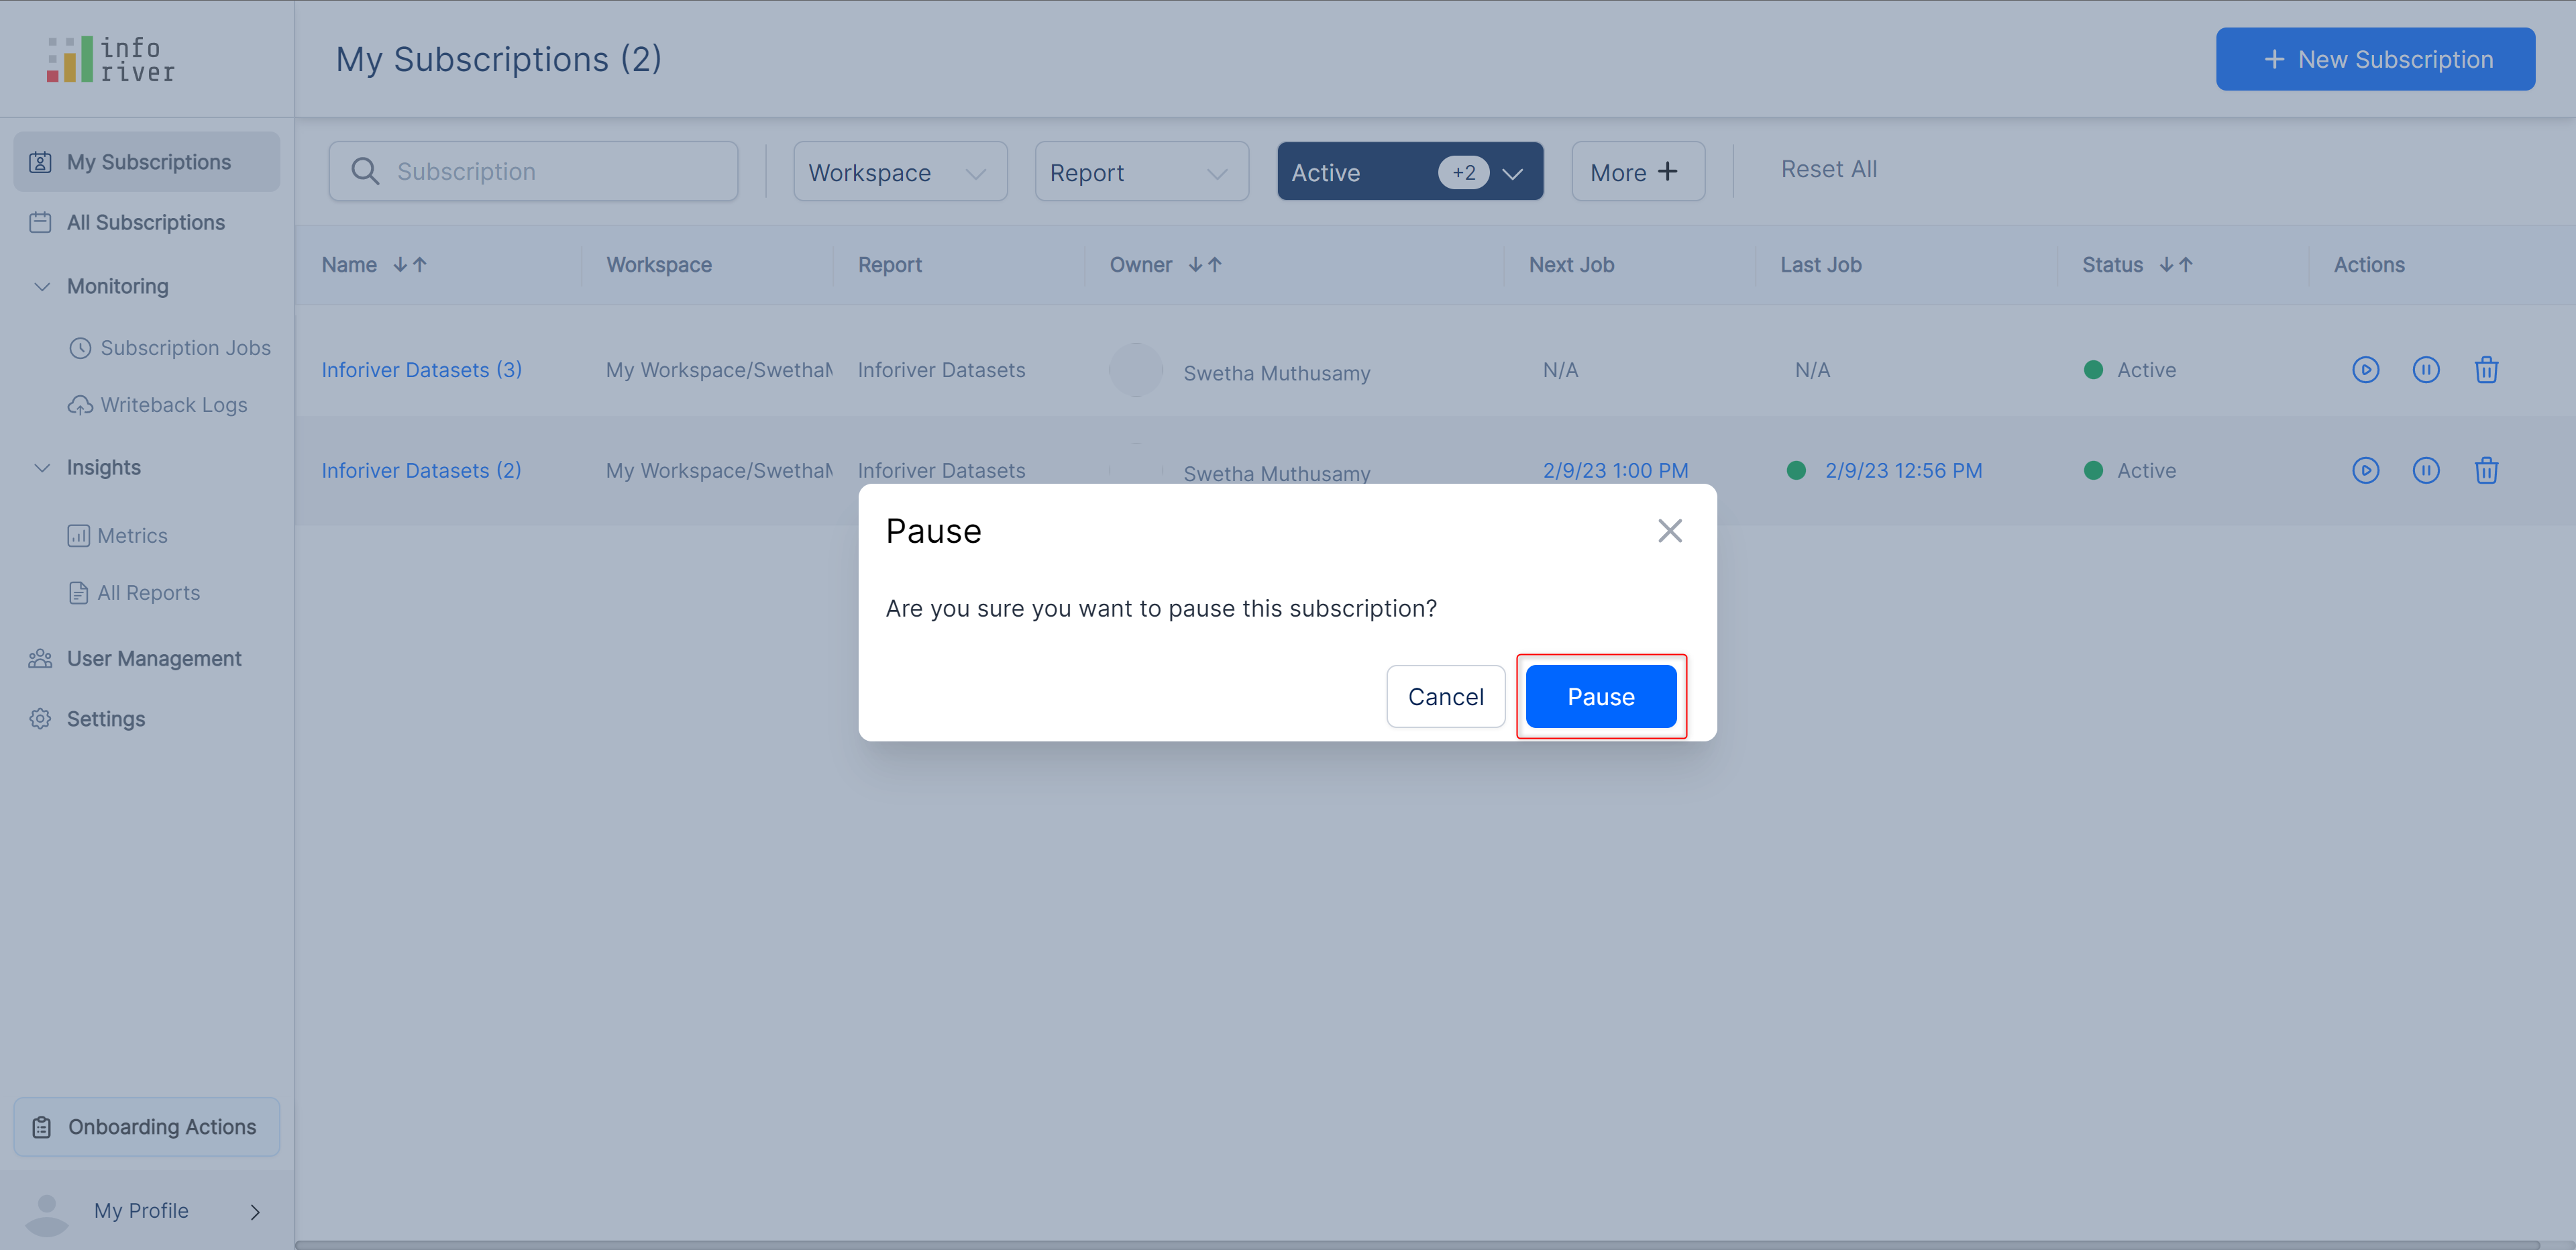 info
river
My Subscriptions (2)
+ New Subscription
My Subscriptions
All Subscriptions
Monitoring
Subscription Jobs
Writeback Logs
Insights
Metrics
All Reports
User Management
Settings
Onboarding Actions
My Profile
Subscription
Workspace
Report
Active +2
More +
Reset All
Name Workspace Report Owner Next Job Last Job Status Actions
Inforiver Datasets (3) My Workspace/Swetha Inforiver Datasets Swetha Muthusamy N/A N/A Active
Inforiver Datasets (2) My Workspace/Swetha Inforiver Datasets Swetha Muthusamy 2/9/23 1:00 PM 2/9/23 12:56 PM Active
Pause
Are you sure you want to pause this subscription?
Cancel Pause